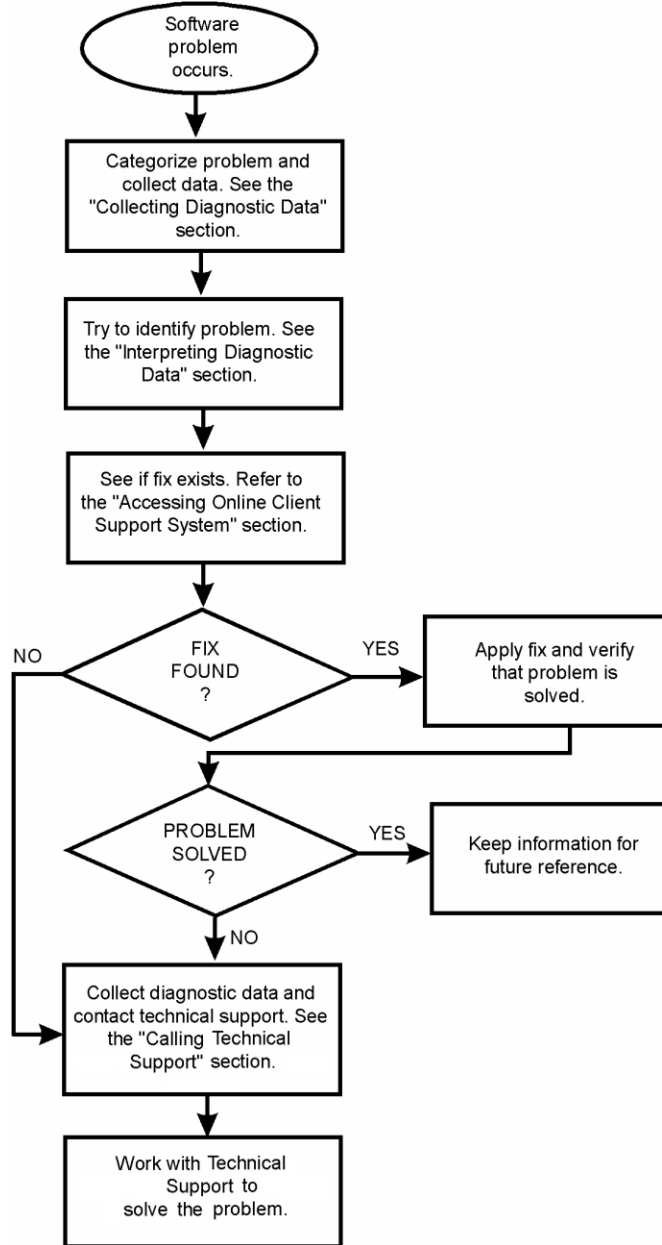 Software
problem
occurs.
Categorize problem and
collect data. See the
"Collecting Diagnostic Data"
section.
Try to identify problem. See
the "Interpreting Diagnostic
Data" section.
See if fix exists. Refer to
the "Accessing Online Client
Support System" section.
NO
FIX
FOUND
?
YES
Apply fix and verify
that problem is
solved.
PROBLEM
SOLVED
?
YES
Keep information for
future reference.
NO
Collect diagnostic data and
contact technical support. See
the "Calling Technical
Support" section.
Work with Technical
Support to
solve the problem.